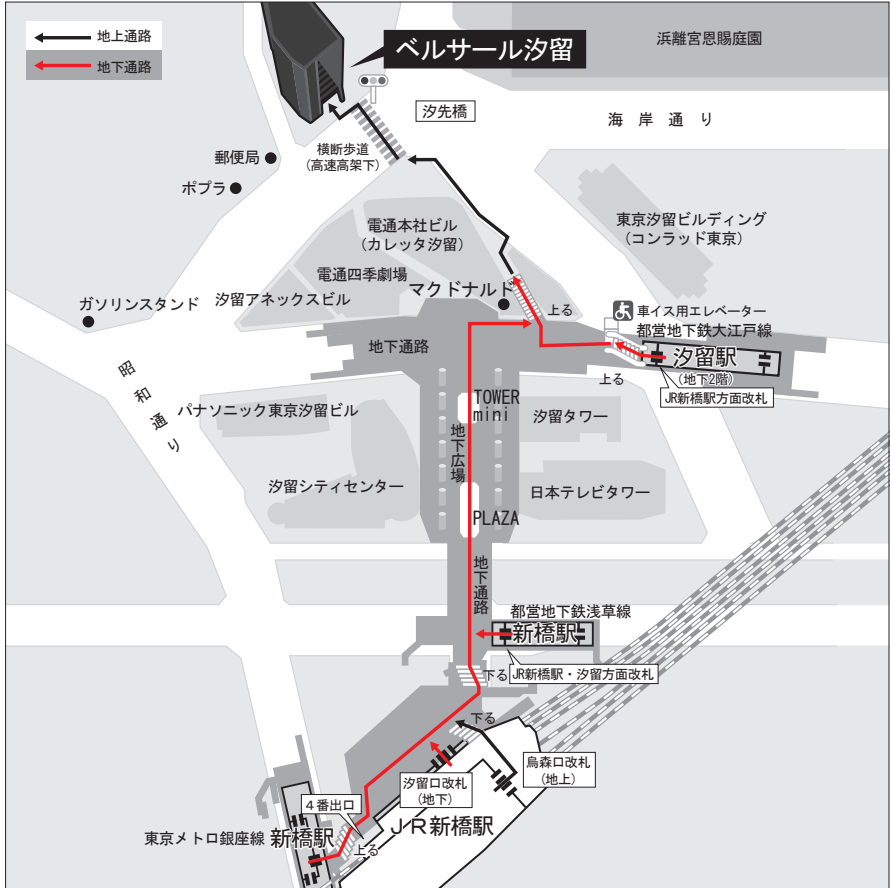 地上通路
地下通路
ベルサール汐留
浜離宮恩賜庭園
汐先橋
海岸通り
横断歩道
(高速高架下)
郵便局
ポプラ
電通本社ビル
(カレッタ汐留)
東京汐留ビルディング
(コンラッド東京)
電通四季劇場
マクドナルド
汐留アネックスビル
ガソリンスタンド
上る
車イス用エレベーター
都営地下鉄大江戸線
汐留駅
(地下2階)
上る
JR新橋駅方面改札
地下通路
昭和通り
パナソニック東京汐留ビル
TOWER
mini
汐留タワー
地下広場
汐留シティセンター
日本テレビタワー
PLAZA
地下通路
都営地下鉄浅草線
新橋駅
下る
JR新橋駅・汐留方面改札
下る
烏森口改札
(地上)
汐留口改札
(地下)
4番出口
JR新橋駅
東京メトロ銀座線 新橋駅
上る